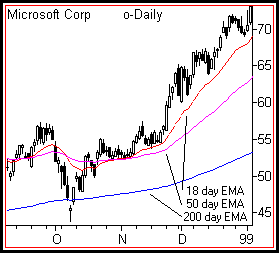 Microsoft Corp o-Daily
70
65
60
55
50
45
18 day EMA
50 day EMA
200 day EMA
O N D 99